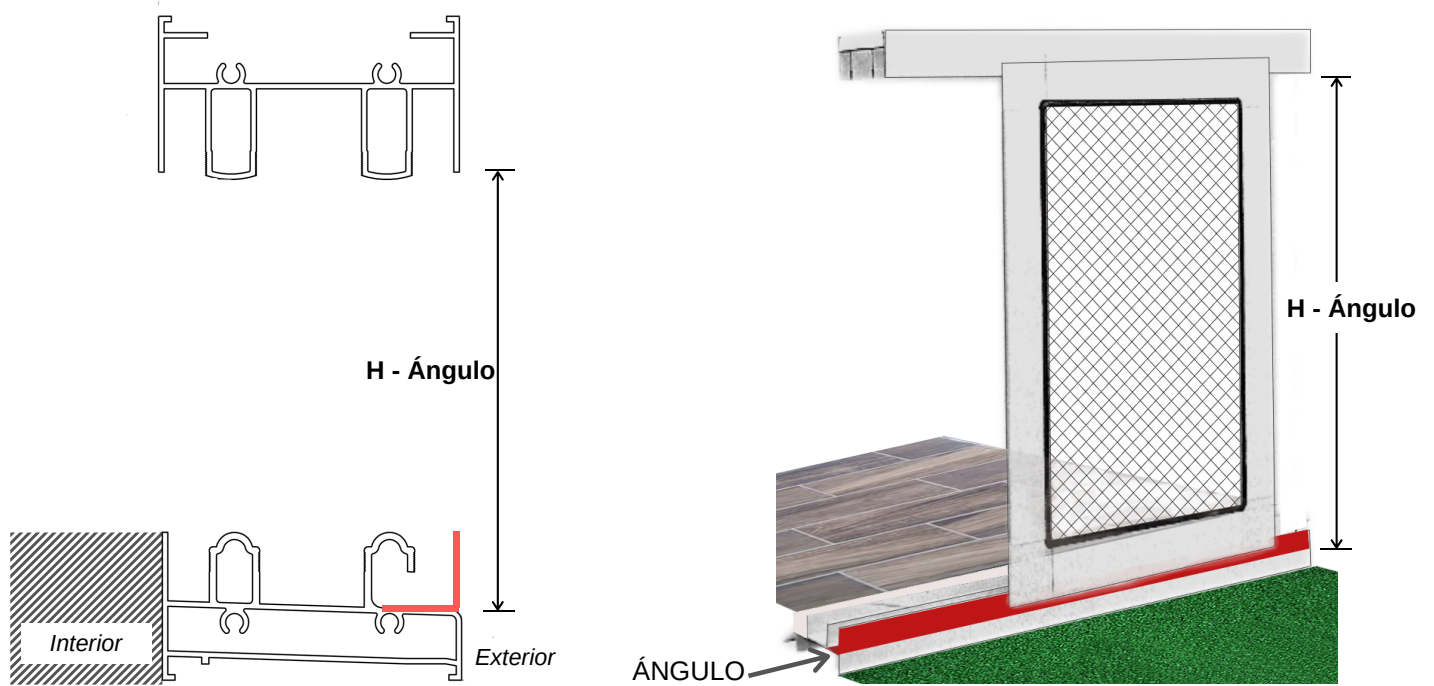 H - Ángulo
H - Ángulo
Interior
Exterior
ÁNGULO